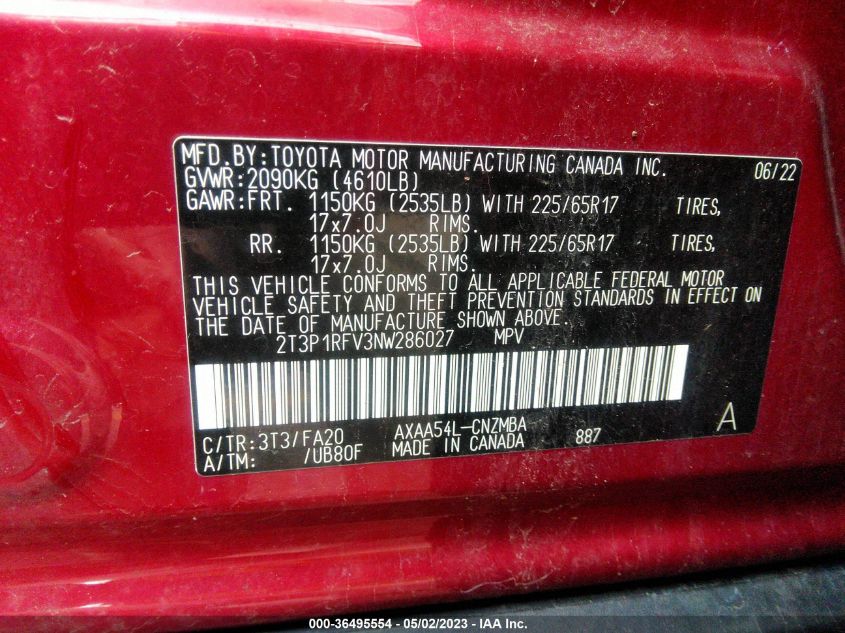 MFD.BY:TOYOTA MOTOR MANUFACTURING CANADA INC. 06/22
GVWR:2090KG (4610LB)
GAWR:FRT. 1150KG (2535LB) WITH 225/65R17 TIRES,
17x7.0J RIMS.
RR. 1150KG (2535LB) WITH 225/65R17 TIRES,
17x7.0J RIMS.
THIS VEHICLE CONFORMS TO ALL APPLICABLE FEDERAL MOTOR
VEHICLE SAFETY AND THEFT PREVENTION STANDARDS IN EFFECT ON
THE DATE OF MANUFACTURE SHOWN ABOVE.
2T3P1RFV3NW286027 MPV
C/TR:3T3/FA20 AXAA54L-CNZMBA A
A/TM: /UB80F MADE IN CANADA 887
000-36495554 - 05/02/2023 - IAA Inc.